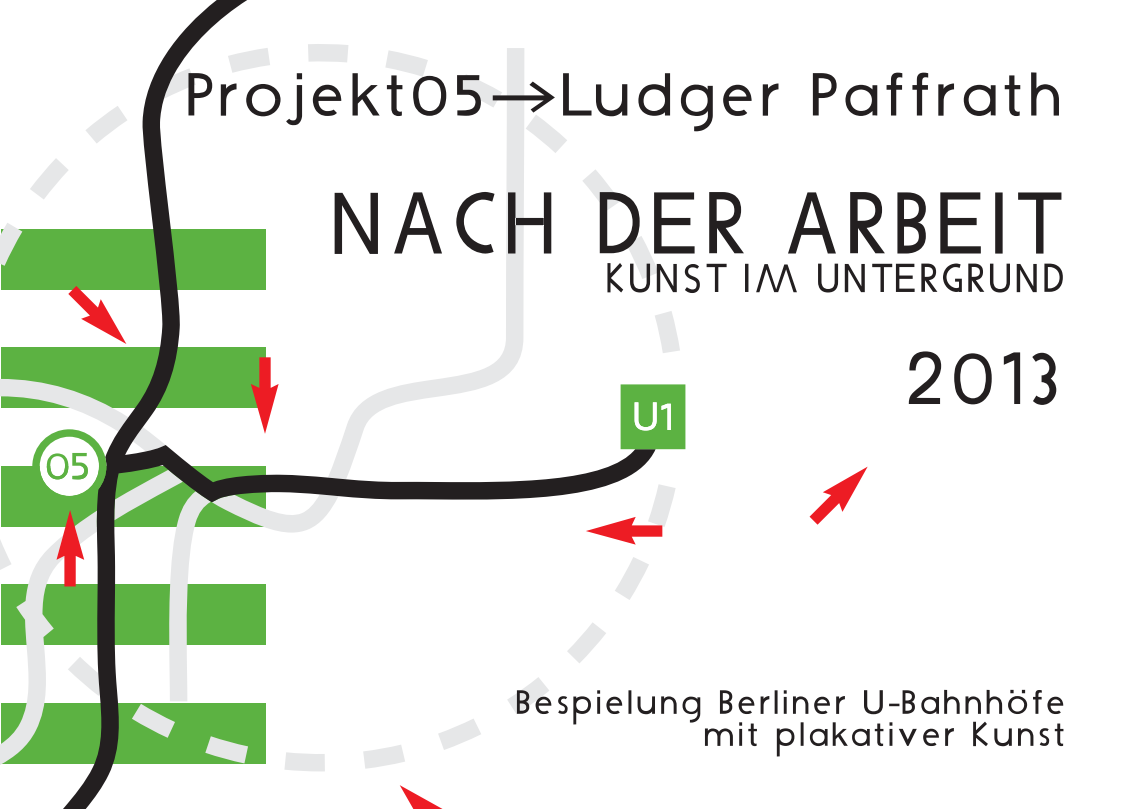 Projekt05→Ludger Paffrath
NACH DER ARBEIT
KUNST IM UNTERGRUND
2013
U1
05
Bespielung Berliner U-Bahnhöfe
mit plakativer Kunst